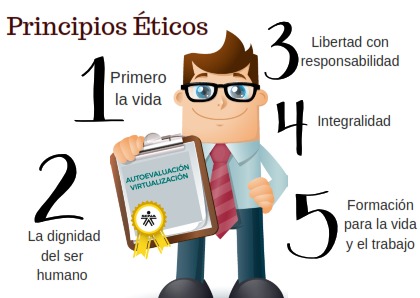 Principios Éticos
1
Primero
la vida
2
La dignidad
del ser
humano
AUTOEVALUACIÓN
VIRTUALIZACIÓN
3
Libertad con
responsabilidad
4
Integralidad
5
Formación
para la vida
y el trabajo